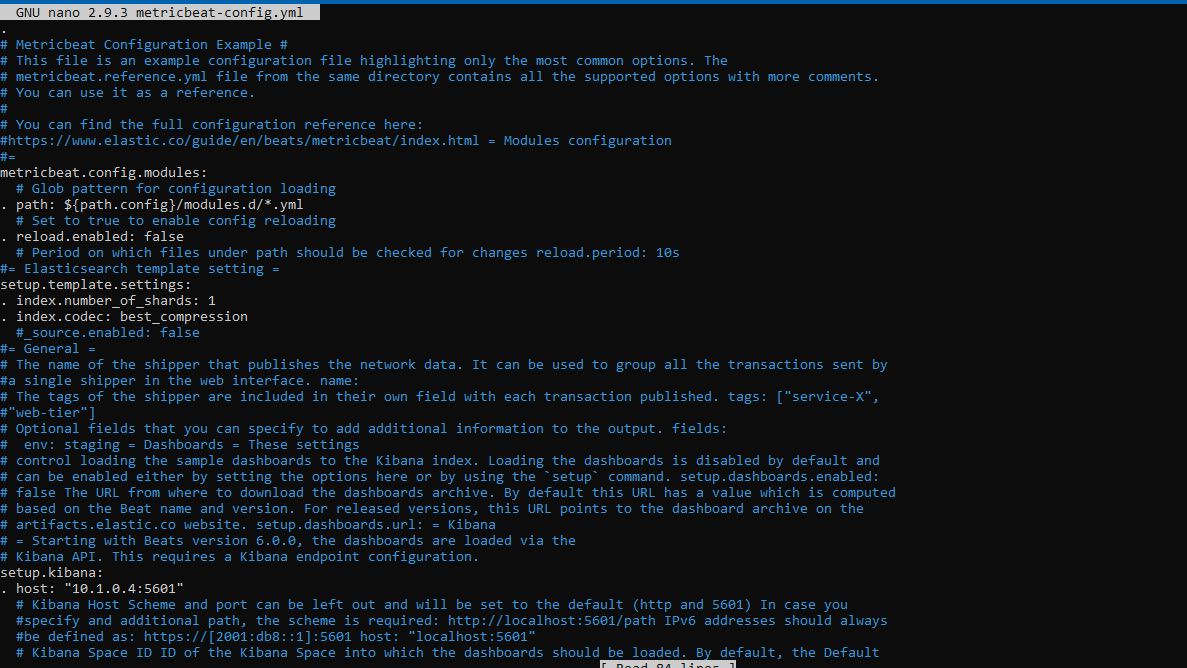 GNU nano 2.9.3 metricbeat-config.yml
.
# Metricbeat Configuration Example #
# This file is an example configuration file highlighting only the most common options. The
# metricbeat.reference.yml file from the same directory contains all the supported options with more comments.
# You can use it as a reference.
#
# You can find the full configuration reference here:
#https://www.elastic.co/guide/en/beats/metricbeat/index.html = Modules configuration
#=
metricbeat.config.modules:
  # Glob pattern for configuration loading
. path: ${path.config}/modules.d/*.yml
  # Set to true to enable config reloading
. reload.enabled: false
  # Period on which files under path should be checked for changes reload.period: 10s
#= Elasticsearch template setting =
setup.template.settings:
. index.number_of_shards: 1
. index.codec: best_compression
  #_source.enabled: false
#= General =
# The name of the shipper that publishes the network data. It can be used to group all the transactions sent by
#a single shipper in the web interface. name:
# The tags of the shipper are included in their own field with each transaction published. tags: ["service-X",
#"web-tier"]
# Optional fields that you can specify to add additional information to the output. fields:
#  env: staging = Dashboards = These settings
# control loading the sample dashboards to the Kibana index. Loading the dashboards is disabled by default and
# can be enabled either by setting the options here or by using the `setup` command. setup.dashboards.enabled:
# false The URL from where to download the dashboards archive. By default this URL has a value which is computed
# based on the Beat name and version. For released versions, this URL points to the dashboard archive on the
# artifacts.elastic.co website. setup.dashboards.url: = Kibana
# = Starting with Beats version 6.0.0, the dashboards are loaded via the
# Kibana API. This requires a Kibana endpoint configuration.
setup.kibana:
. host: "10.1.0.4:5601"
  # Kibana Host Scheme and port can be left out and will be set to the default (http and 5601) In case you
  #specify and additional path, the scheme is required: http://localhost:5601/path IPv6 addresses should always
  #be defined as: https://[2001:db8::1]:5601 host: "localhost:5601"
  # Kibana Space ID ID of the Kibana Space into which the dashboards should be loaded. By default, the Default
[ Read 84 lines ]